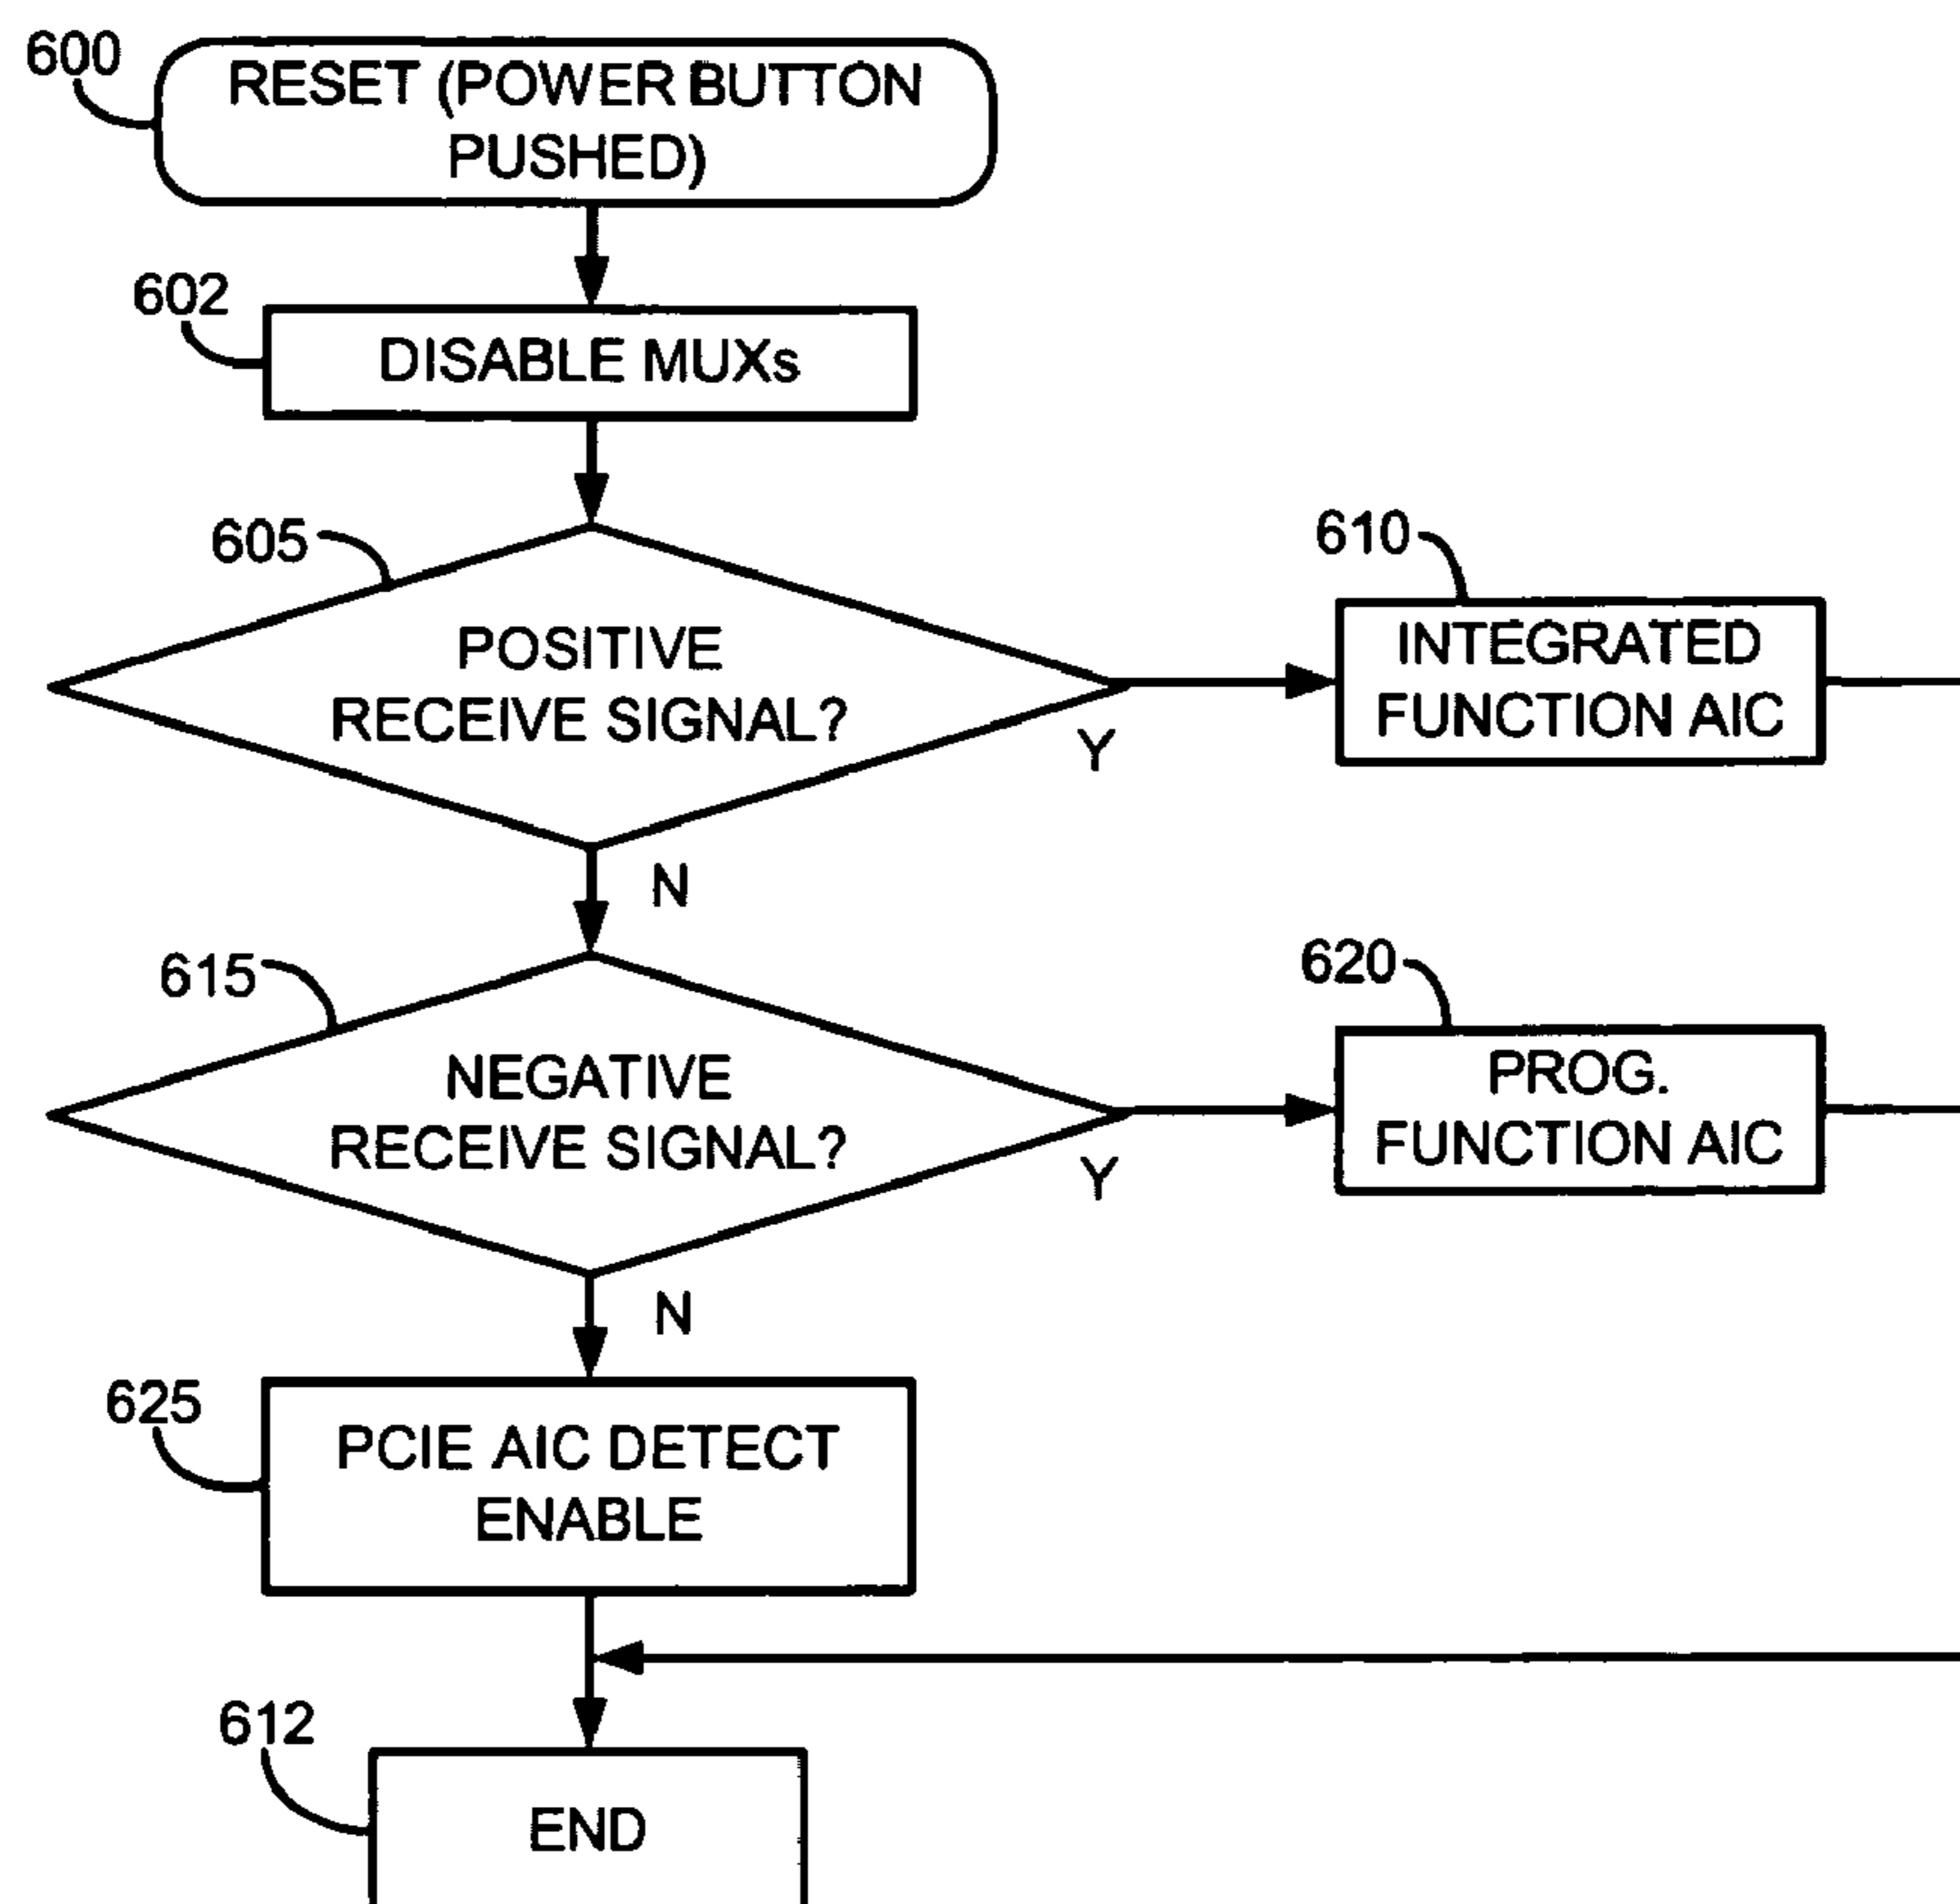 600
RESET (POWER BUTTON
PUSHED)
602
DISABLE MUXs
605
POSITIVE
RECEIVE SIGNAL?
Y
610
INTEGRATED
FUNCTION AIC
N
615
NEGATIVE
RECEIVE SIGNAL?
Y
620
PROG.
FUNCTION AIC
N
625
PCIE AIC DETECT
ENABLE
612
END